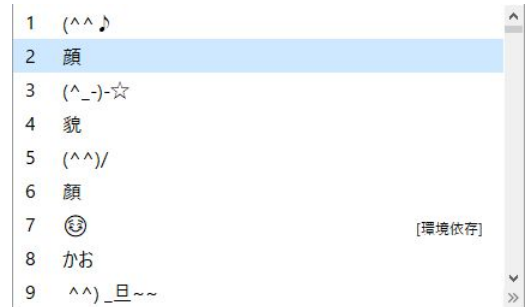 1 (^^♪
2 顔
3 (^_-)-☆
4 貌
5 (^^)/
6 顏
7 😂 [環境依存]
8 かお
9 ^^) _旦~~